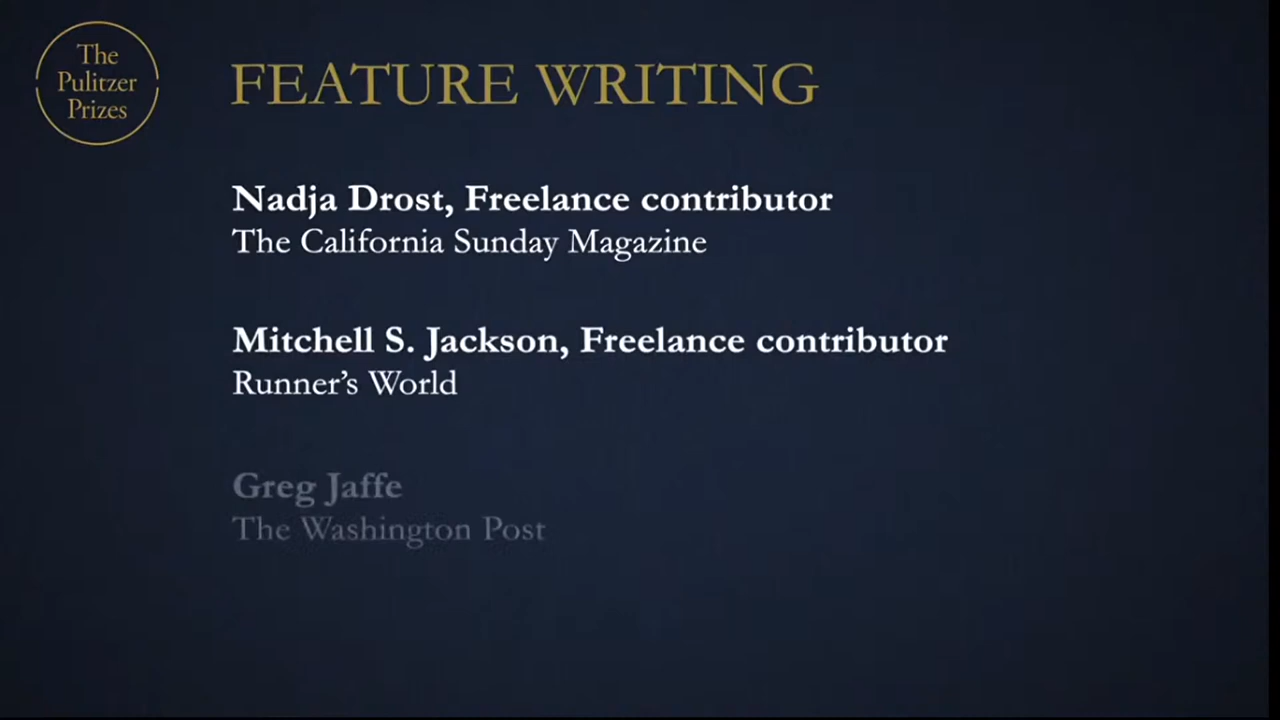 The
Pulitzer
Prizes
FEATURE WRITING
Nadja Drost, Freelance contributor
The California Sunday Magazine
Mitchell S. Jackson, Freelance contributor
Runner’s World
Greg Jaffe
The Washington Post